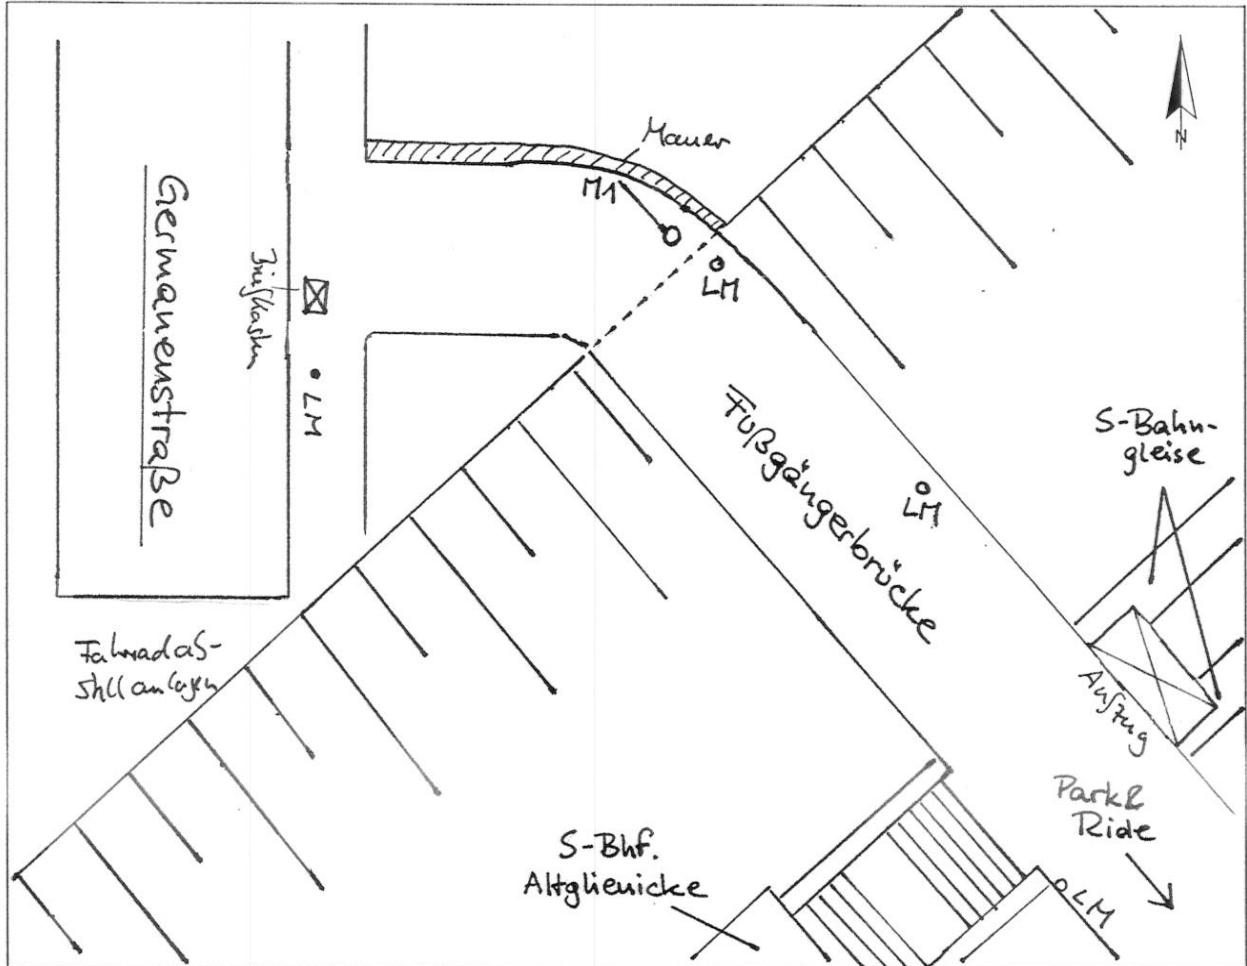 Mauer
M1
N
Germanenstraße
Briefkasten
LM
LM
Fußgängerbrücke
LM
S-Bahn-
gleise
Fahrradab-
stellanlagen
Aufzug
Park &
Ride
S-Bhf.
Altglienicke
LM